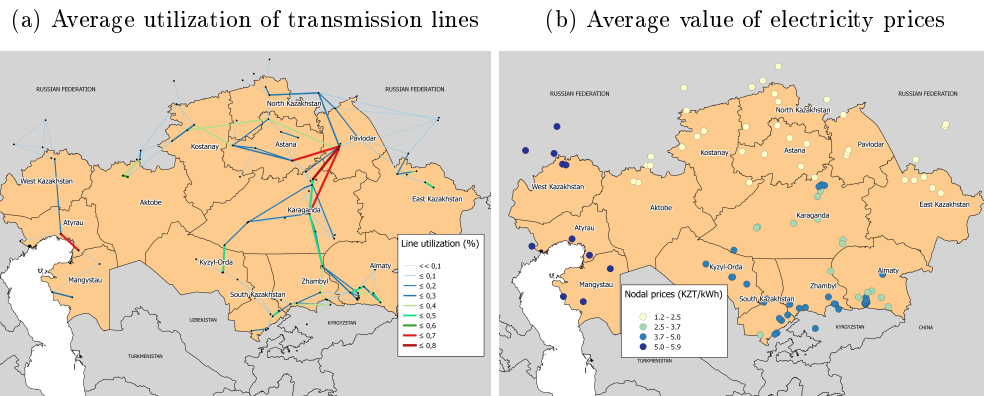 (a) Average utilization of transmission lines
(b) Average value of electricity prices
RUSSIAN FEDERATION
RUSSIAN FEDERATION
North Kazakhstan
Kostanay
Astana
Pavlodar
West Kazakhstan
Aktobe
East Kazakhstan
Atyrau
Karaganda
Mangystau
Kyzyl-Orda
Almaty
Zhambyl
South Kazakhstan
UZBEKISTAN
KYRGYZSTAN
TURKMENISTAN
Line utilization (%)
<< 0,1
≤ 0,1
≤ 0,2
≤ 0,3
≤ 0,4
≤ 0,5
≤ 0,6
≤ 0,7
≤ 0,8
RUSSIAN FEDERATION
RUSSIAN FEDERATION
North Kazakhstan
Kostanay
Astana
Pavlodar
West Kazakhstan
Aktobe
East Kazakhstan
Atyrau
Karaganda
Mangystau
Kyzyl-Orda
Almaty
Zhambyl
South Kazakhstan
KYRGYZSTAN
CHINA
TURKMENISTAN
Nodal prices (KZT/kWh)
1.2 - 2.5
2.5 - 3.7
3.7 - 5.0
5.0 - 5.9